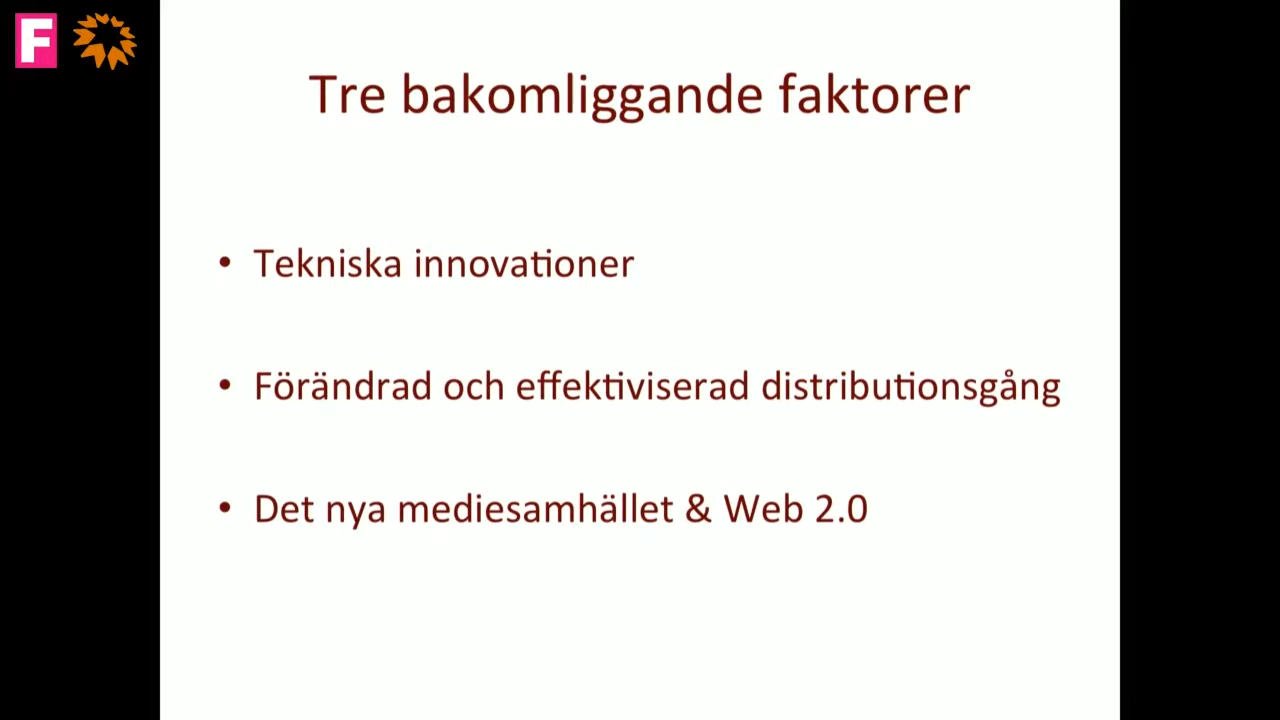 F
Tre bakomliggande faktorer
• Tekniska innovationer
• Förändrad och effektiviserad distributionsgång
• Det nya mediesamhället & Web 2.0